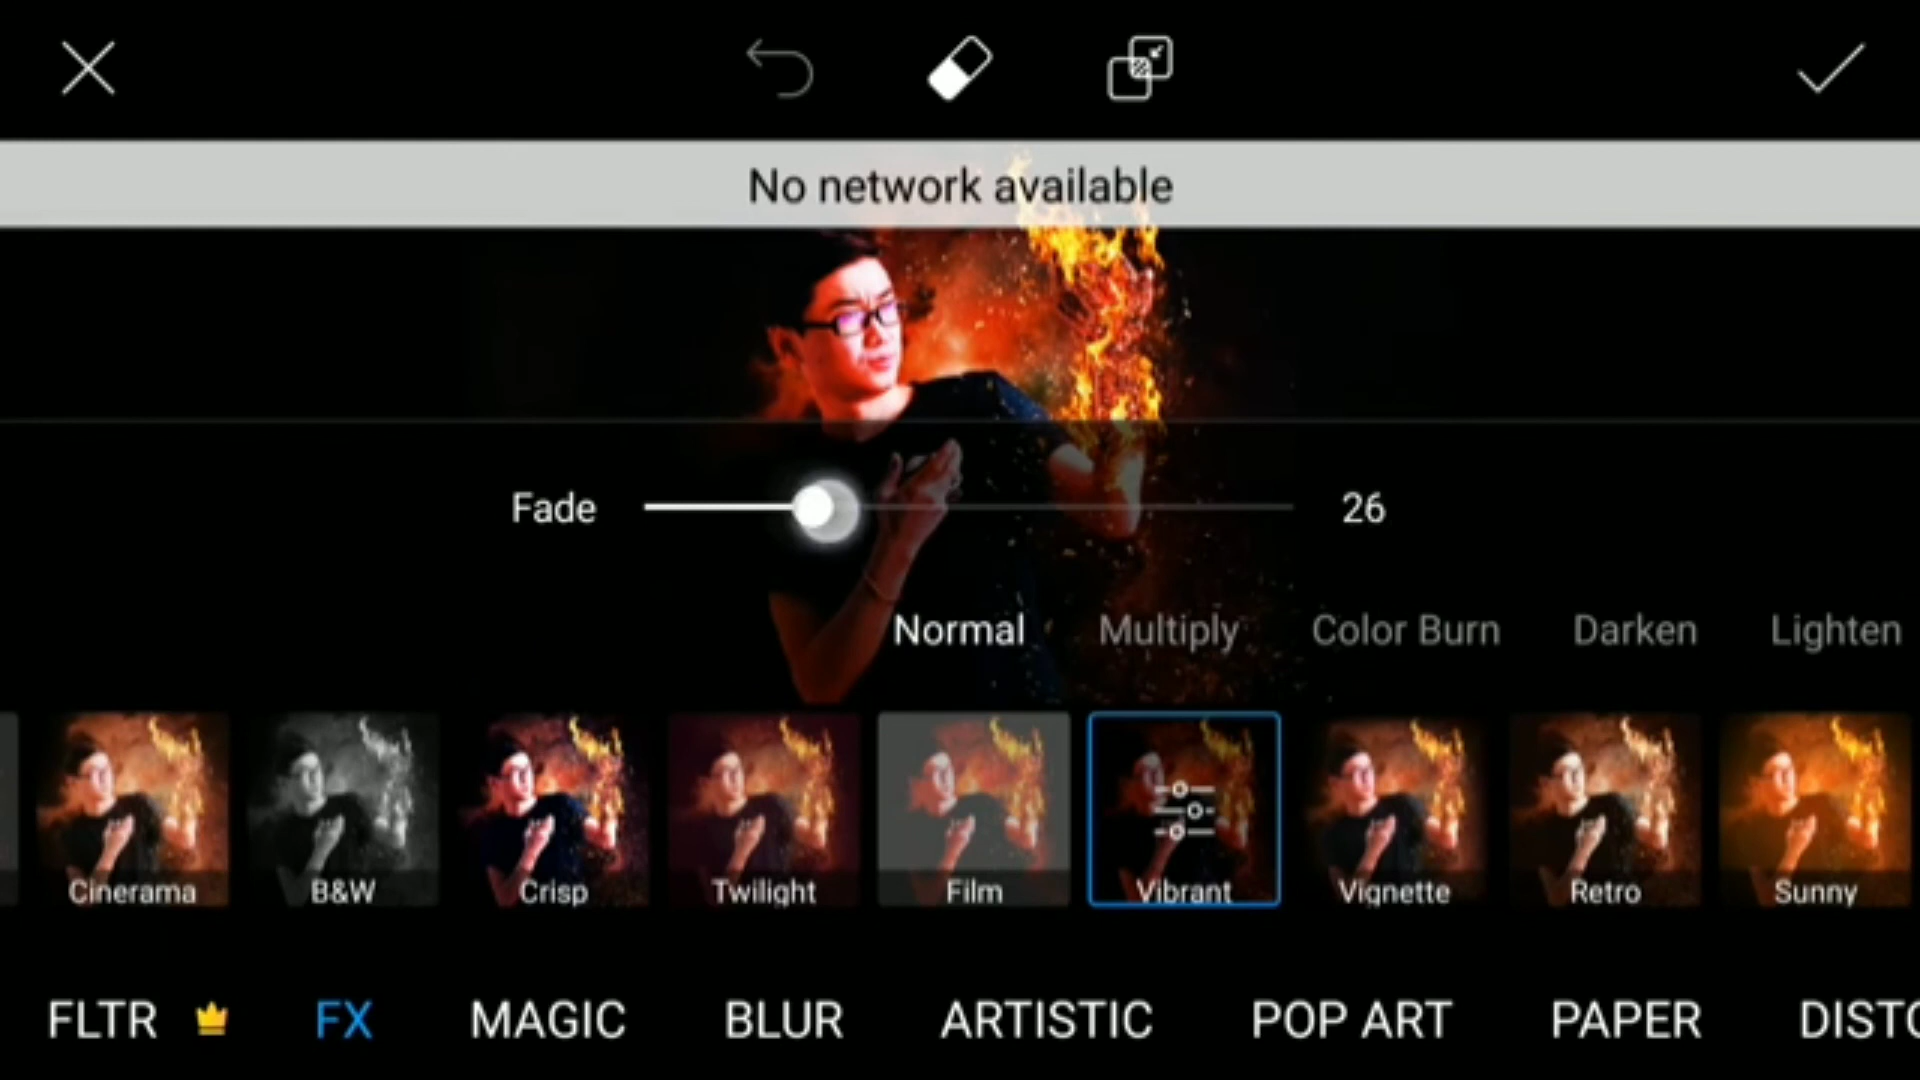 No network available
Fade 26
Normal Multiply Color Burn Darken Lighten
Cinerama B&W Crisp Twilight Film Vibrant Vignette Retro Sunny
FLTR FX MAGIC BLUR ARTISTIC POP ART PAPER DISTO